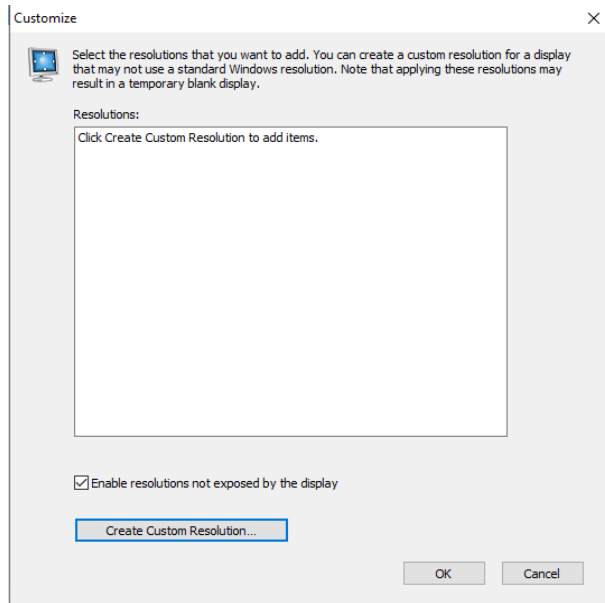 Customize
Select the resolutions that you want to add. You can create a custom resolution for a display
that may not use a standard Windows resolution. Note that applying these resolutions may
result in a temporary blank display.
Resolutions:
Click Create Custom Resolution to add items.
Enable resolutions not exposed by the display
Create Custom Resolution...
OK
Cancel